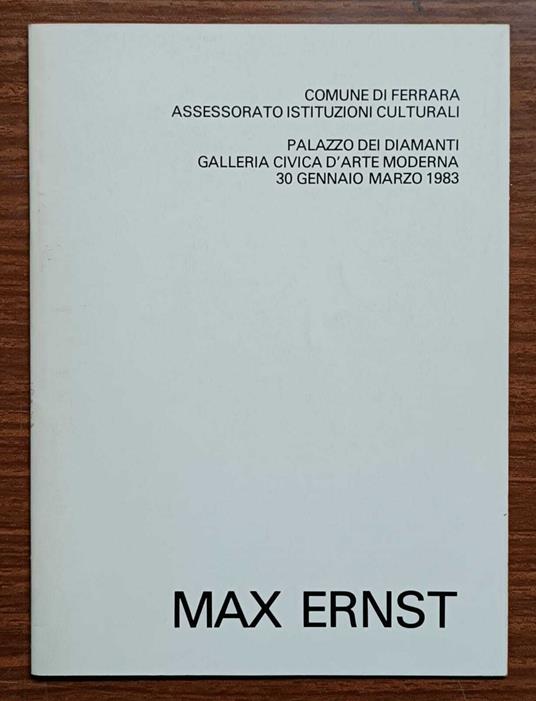 COMUNE DI FERRARA
ASSESSORATO ISTITUZIONI CULTURALI
PALAZZO DEI DIAMANTI
GALLERIA CIVICA D'ARTE MODERNA
30 GENNAIO MARZO 1983
MAX ERNST